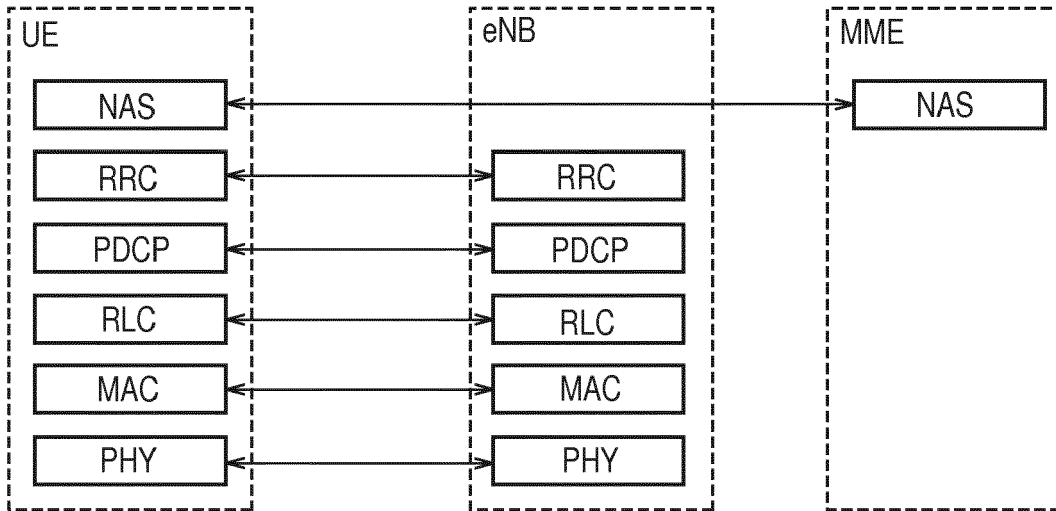 UE
eNB
MME
NAS
NAS
RRC
RRC
PDCP
PDCP
RLC
RLC
MAC
MAC
PHY
PHY